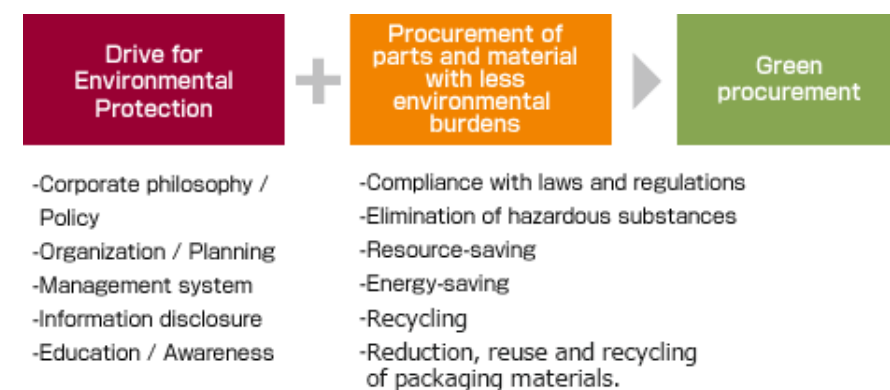 Drive for
Environmental
Protection
Procurement of
parts and material
with less
environmental
burdens
Green
procurement
-Corporate philosophy /
Policy
-Organization / Planning
-Management system
-Information disclosure
-Education / Awareness
-Compliance with laws and regulations
-Elimination of hazardous substances
-Resource-saving
-Energy-saving
-Recycling
-Reduction, reuse and recycling
of packaging materials.